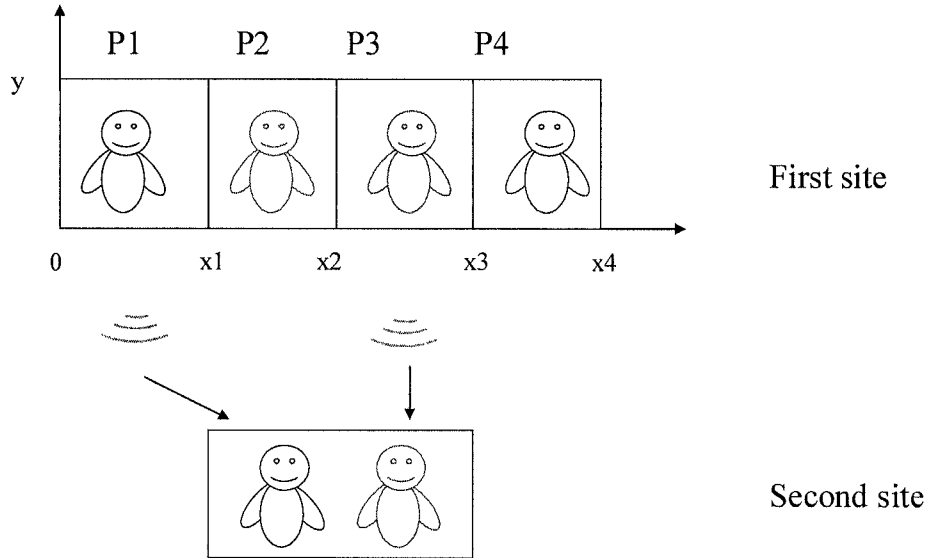 P1 P2 P3 P4
y
First site
0 x1 x2 x3 x4
Second site